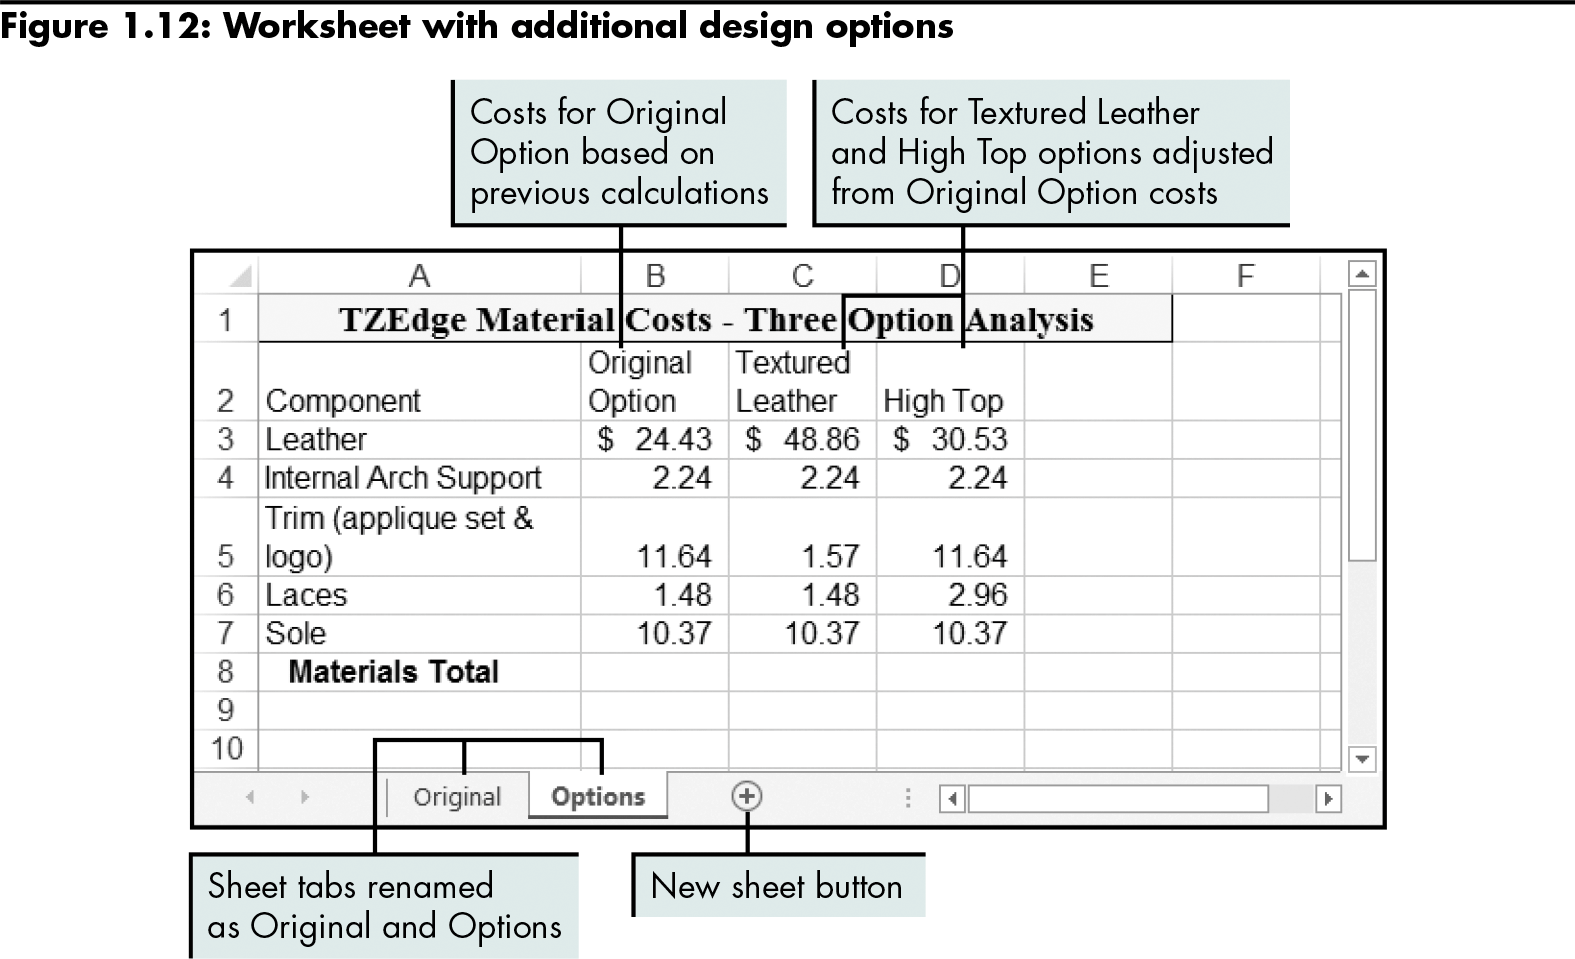 Figure 1.12: Worksheet with additional design options
Costs for Original
Option based on
previous calculations
Costs for Textured Leather
and High Top options adjusted
from Original Option costs
A B C D E F
1 TZEdge Material Costs - Three Option Analysis
Original Textured
2 Component Option Leather High Top
3 Leather $ 24.43 $ 48.86 $ 30.53
4 Internal Arch Support 2.24 2.24 2.24
Trim (applique set &
5 logo) 11.64 1.57 11.64
6 Laces 1.48 1.48 2.96
7 Sole 10.37 10.37 10.37
8 Materials Total
9
10
Original Options
Sheet tabs renamed
as Original and Options
New sheet button